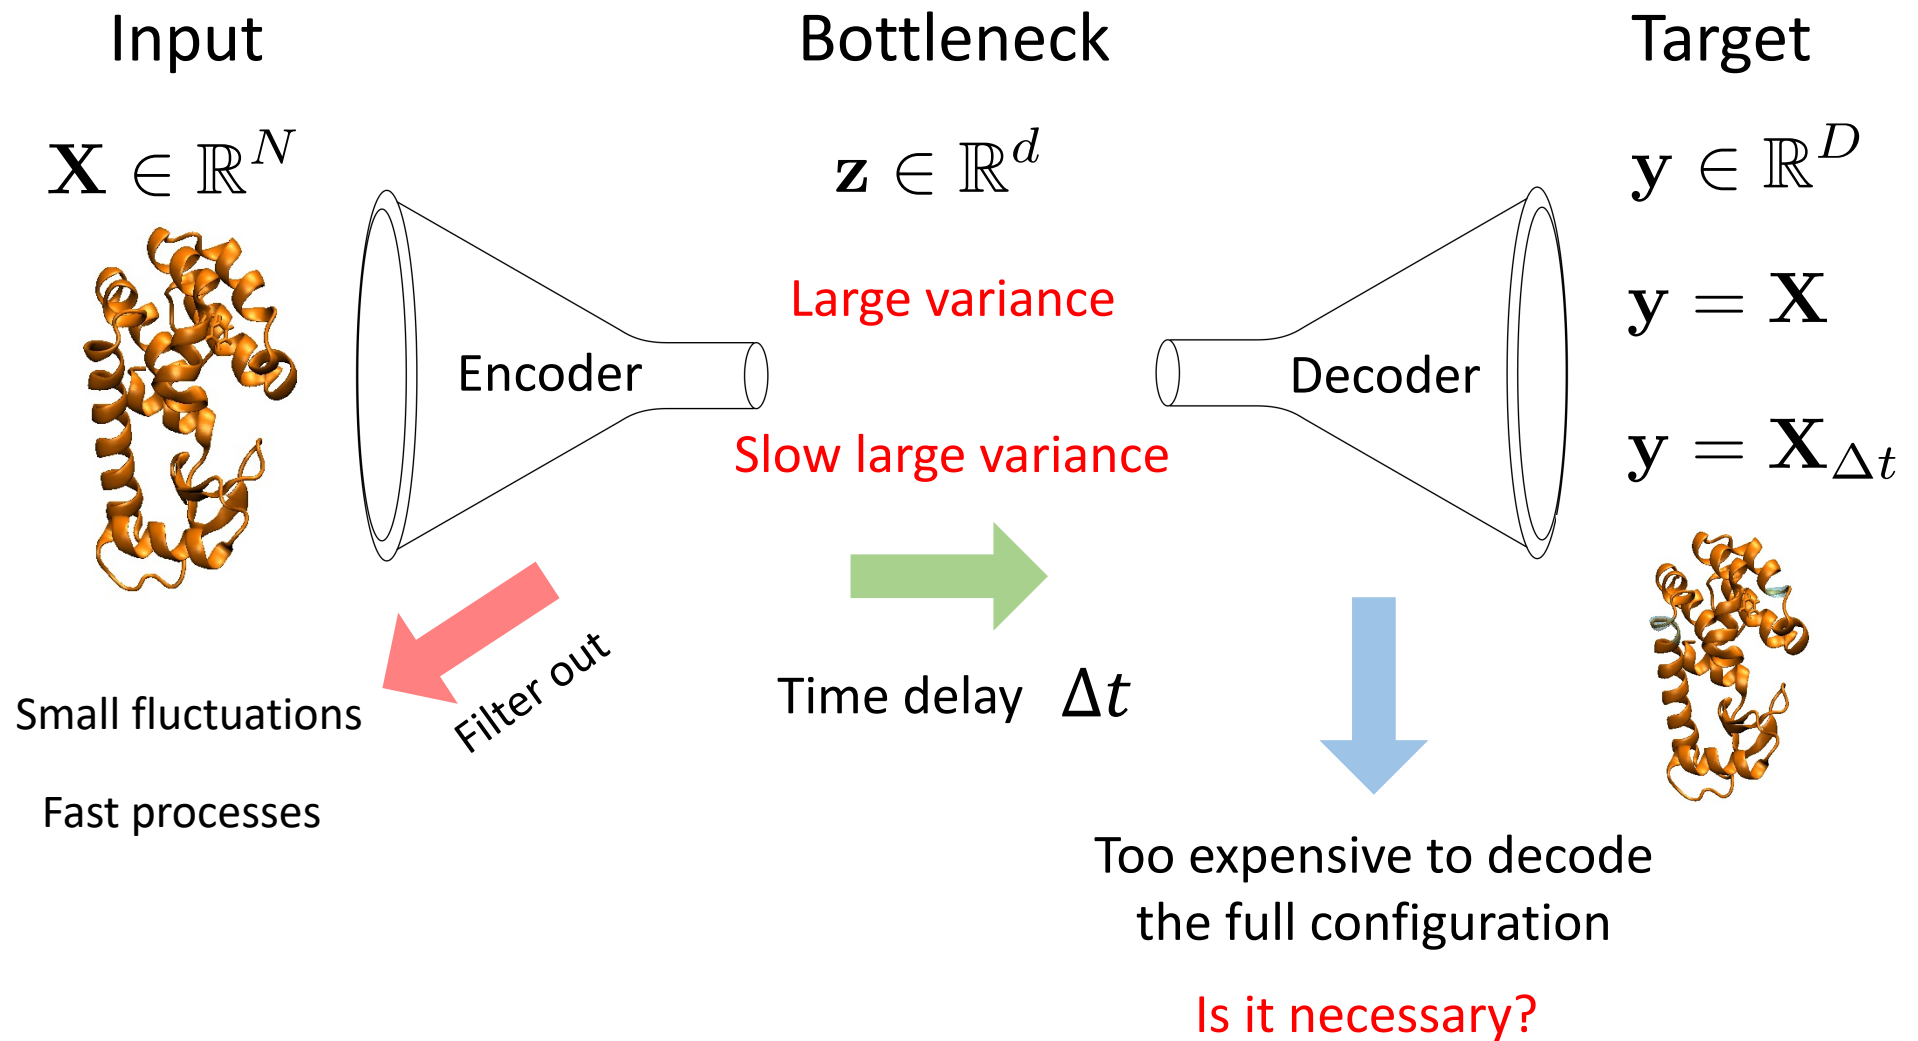 Input
Bottleneck
Target
𝐗 ∈ ℝ^N
𝐳 ∈ ℝ^d
𝐲 ∈ ℝ^D
Large variance
𝐲 = 𝐗
Encoder
Decoder
Slow large variance
𝐲 = 𝐗_Δt
Filter out
Time delay Δt
Small fluctuations
Fast processes
Too expensive to decode
the full configuration
Is it necessary?